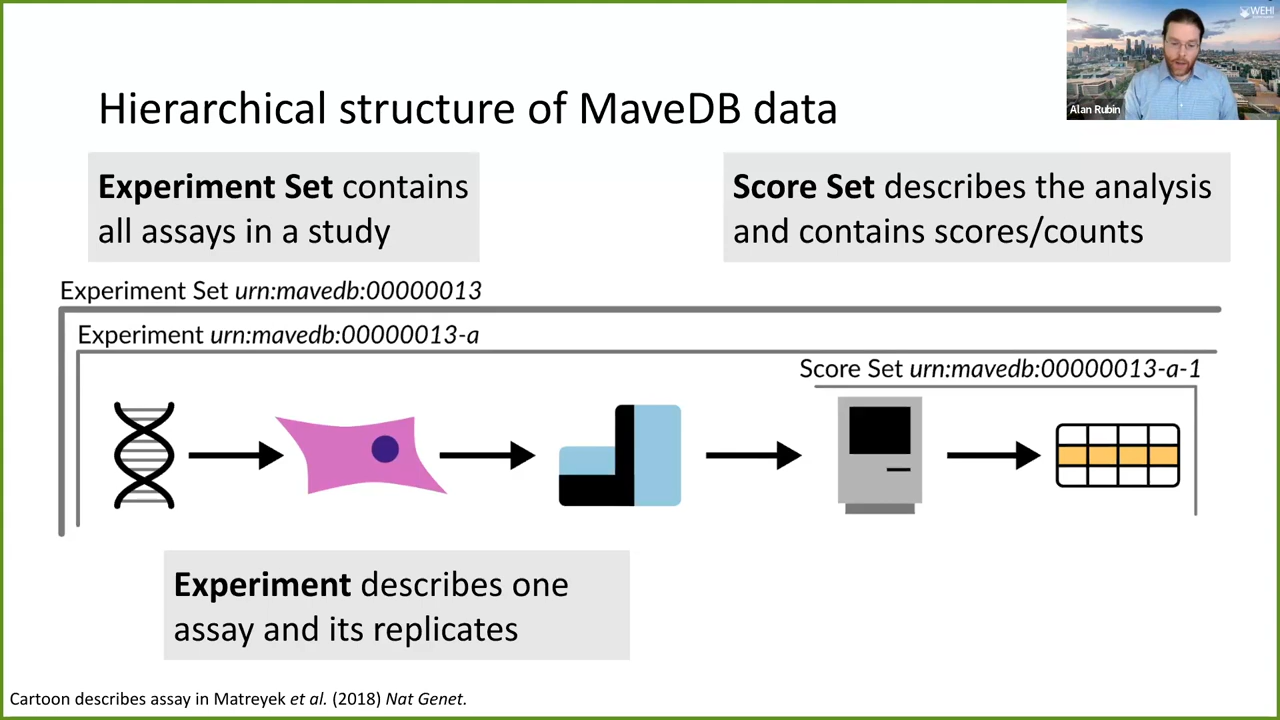 WEHI
Alan Rubin
Hierarchical structure of MaveDB data
Experiment Set contains
all assays in a study
Score Set describes the analysis
and contains scores/counts
Experiment Set urn:mavedb:00000013
Experiment urn:mavedb:00000013-a
Score Set urn:mavedb:00000013-a-1
Experiment describes one
assay and its replicates
Cartoon describes assay in Matreyek et al. (2018) Nat Genet.